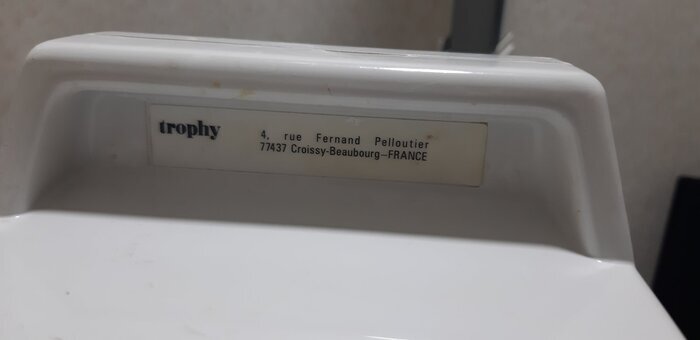 trophy
4, rue Fernand Pelloutier
77437 Croissy-Beaubourg-FRANCE